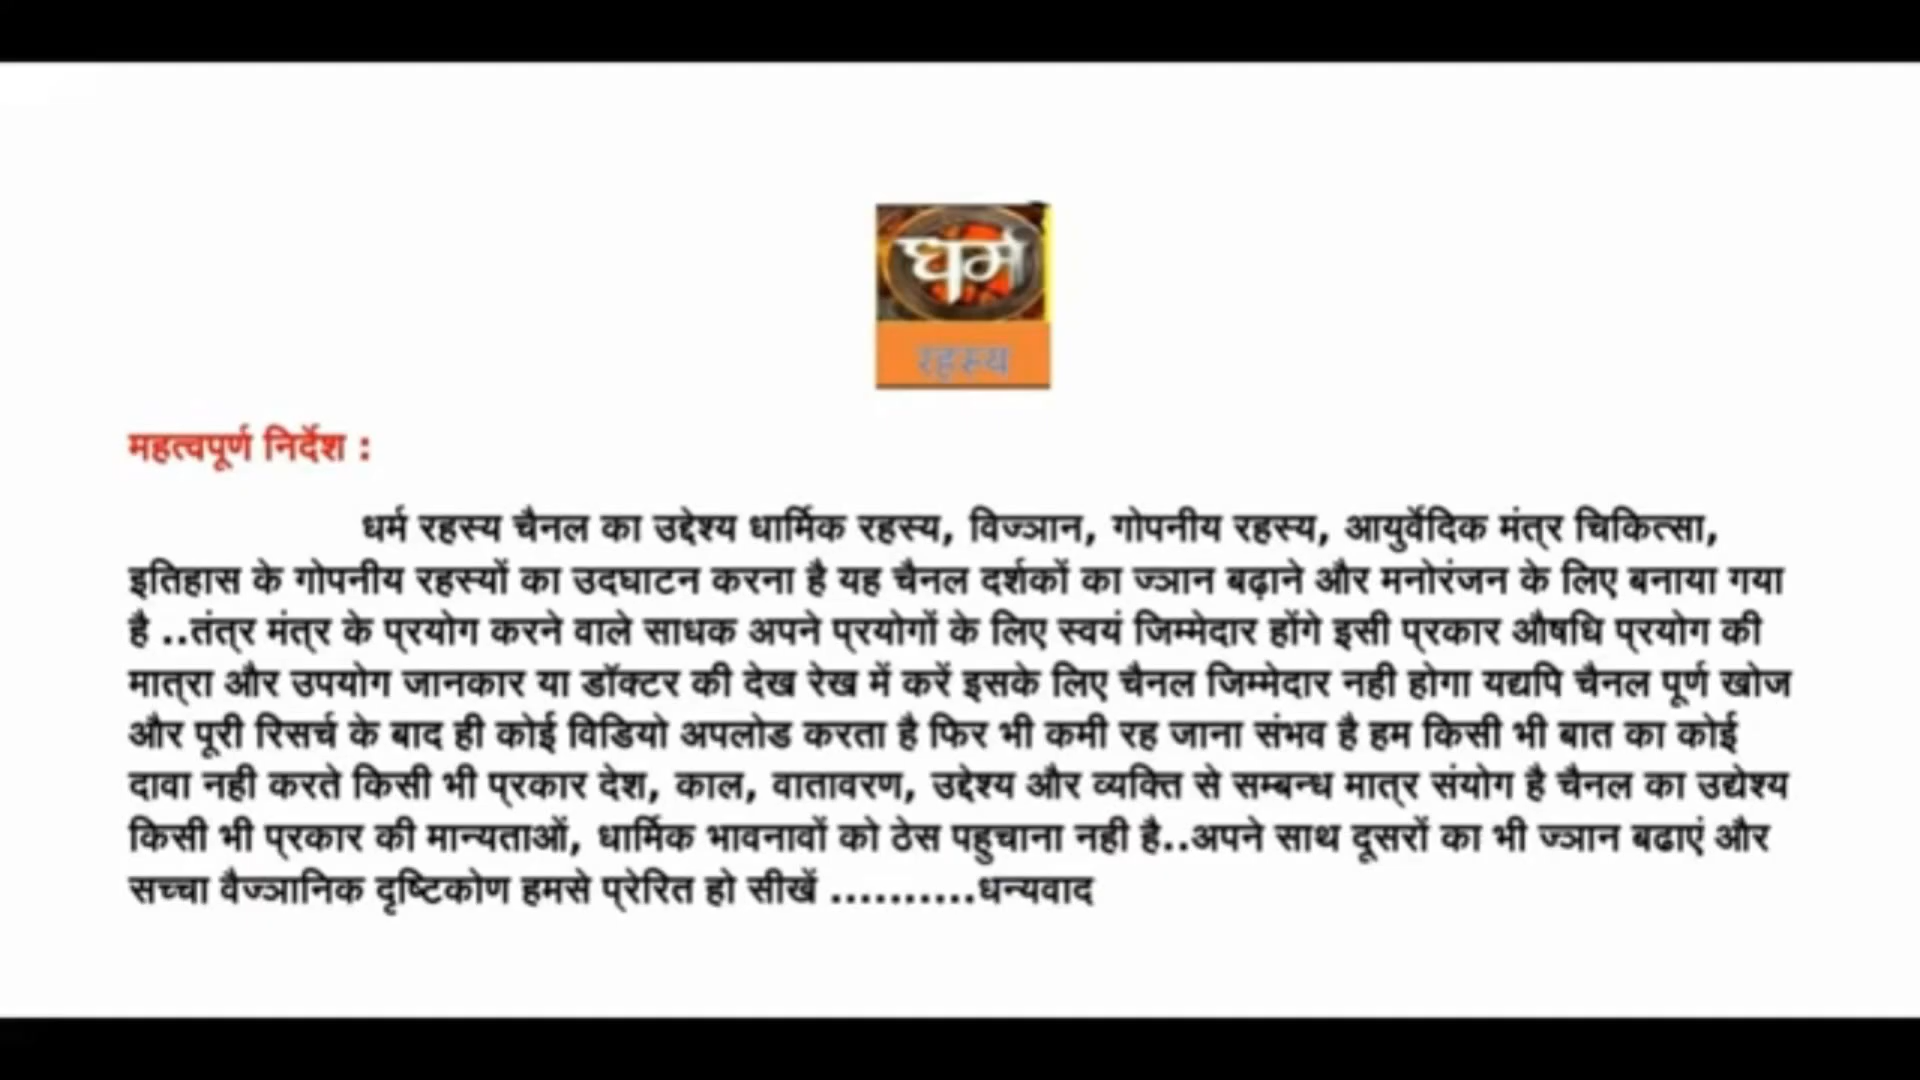 धर्म
रहस्य
महत्वपूर्ण निर्देश :
धर्म रहस्य चैनल का उद्देश्य धार्मिक रहस्य, विज्ञान, गोपनीय रहस्य, आयुर्वेदिक मंत्र चिकित्सा,
इतिहास के गोपनीय रहस्यों का उदघाटन करना है यह चैनल दर्शकों का ज्ञान बढ़ाने और मनोरंजन के लिए बनाया गया
है ..तंत्र मंत्र के प्रयोग करने वाले साधक अपने प्रयोगों के लिए स्वयं जिम्मेदार होंगे इसी प्रकार औषधि प्रयोग की
मात्रा और उपयोग जानकार या डॉक्टर की देख रेख में करें इसके लिए चैनल जिम्मेदार नही होगा यद्यपि चैनल पूर्ण खोज
और पूरी रिसर्च के बाद ही कोई विडियो अपलोड करता है फिर भी कमी रह जाना संभव है हम किसी भी बात का कोई
दावा नही करते किसी भी प्रकार देश, काल, वातावरण, उद्देश्य और व्यक्ति से सम्बन्ध मात्र संयोग है चैनल का उद्येश्य
किसी भी प्रकार की मान्यताओं, धार्मिक भावनावों को ठेस पहुचाना नही है..अपने साथ दूसरों का भी ज्ञान बढाएं और
सच्चा वैज्ञानिक दृष्टिकोण हमसे प्रेरित हो सीखें ..........धन्यवाद